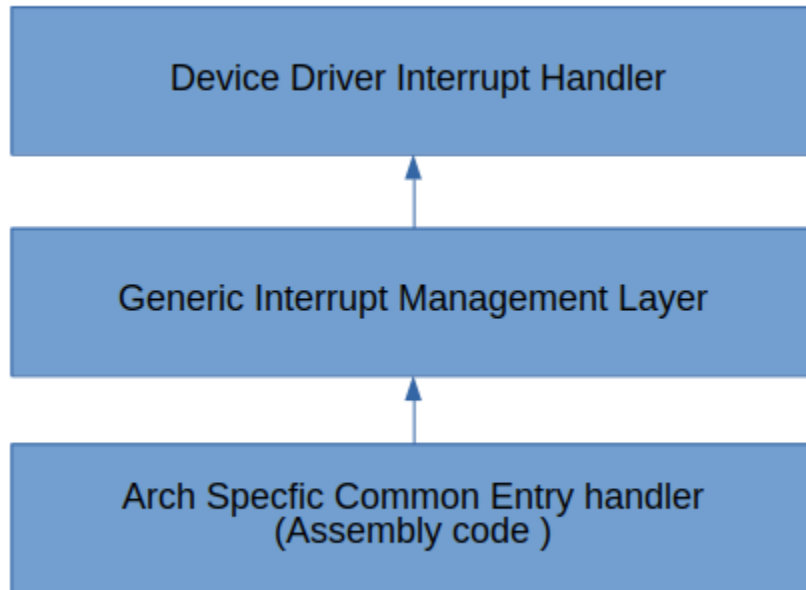 Device Driver Interrupt Handler
Generic Interrupt Management Layer
Arch Specfic Common Entry handler
(Assembly code )